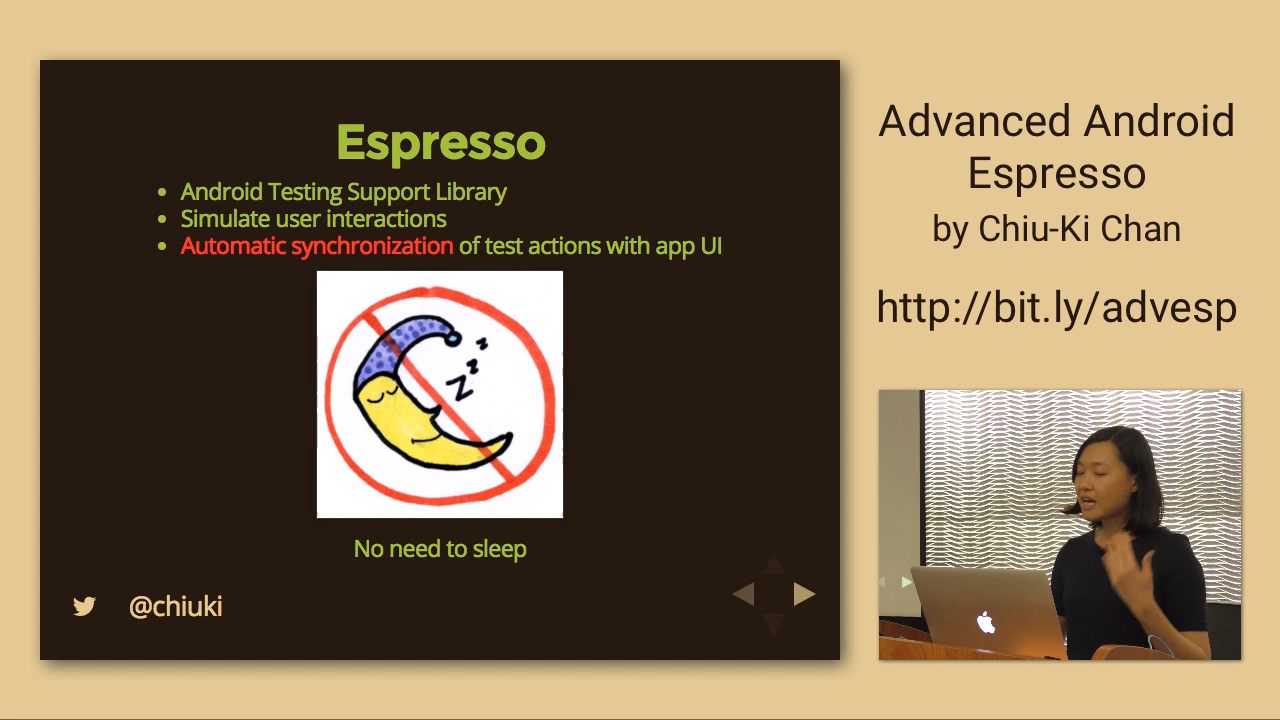 Espresso
Android Testing Support Library
Simulate user interactions
Automatic synchronization of test actions with app UI
z
z
z
Z
No need to sleep
@chiuki
Advanced Android
Espresso
by Chiu-Ki Chan
http://bit.ly/advesp